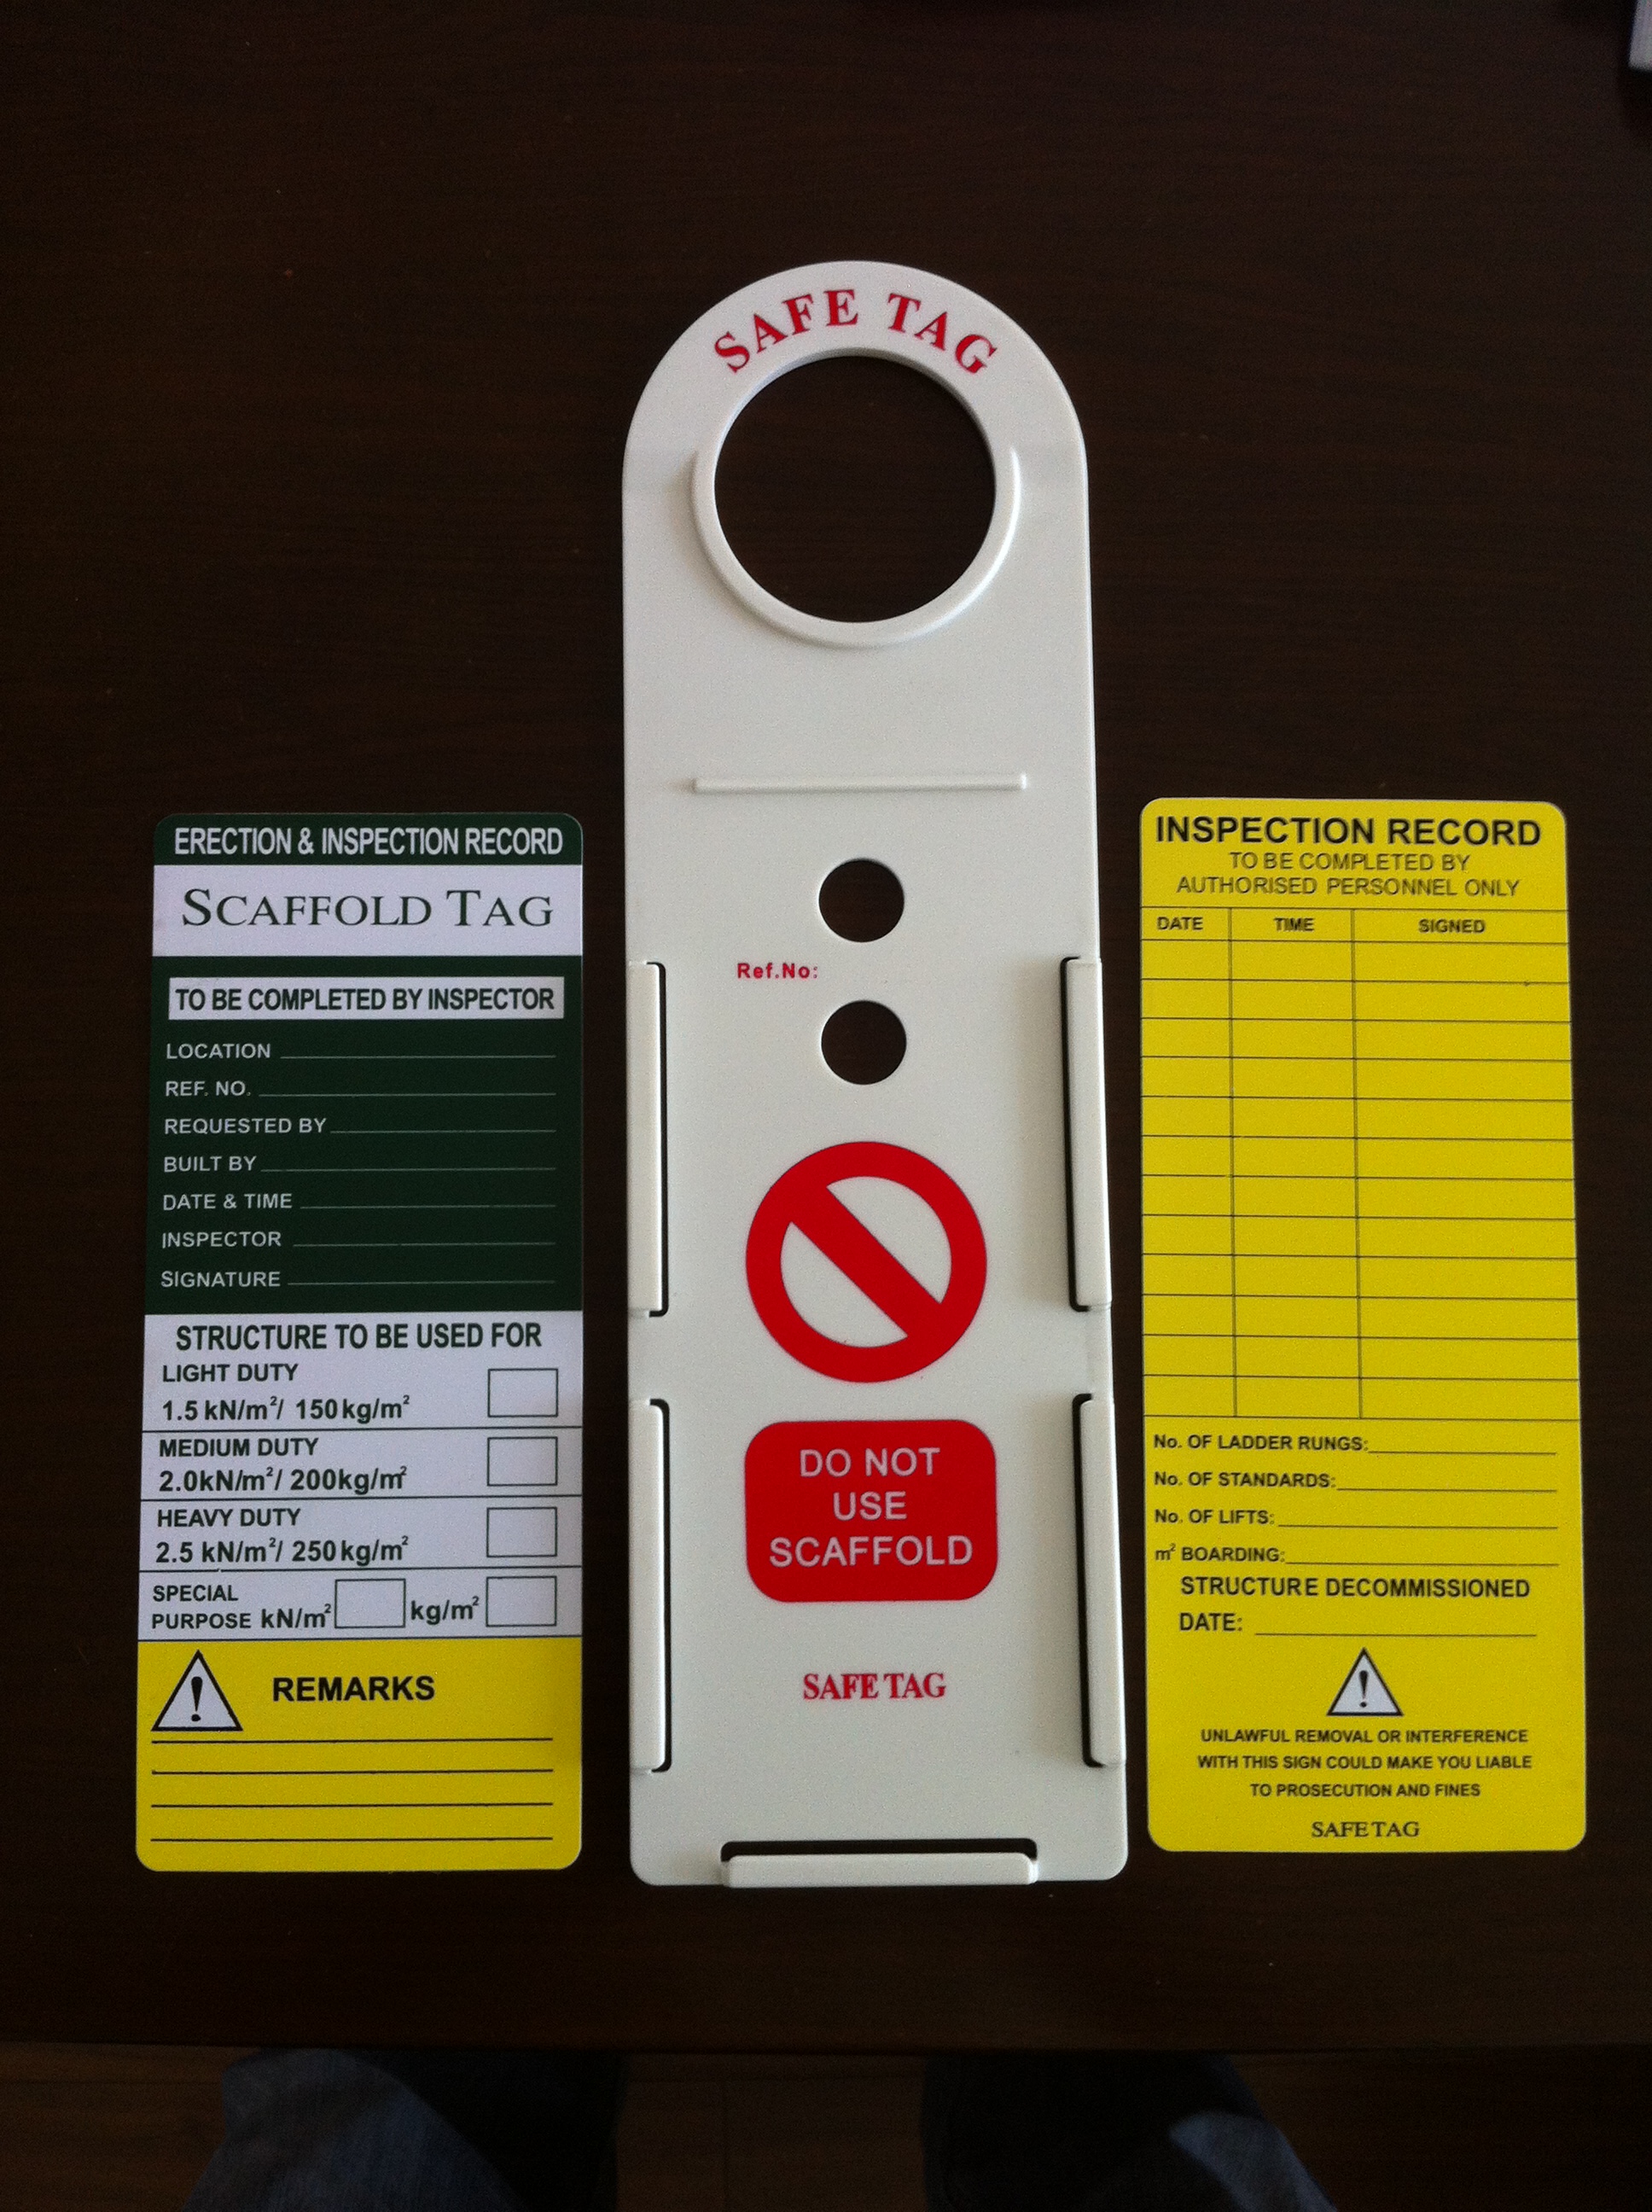 ERECTION & INSPECTION RECORD
SCAFFOLD TAG
TO BE COMPLETED BY INSPECTOR
LOCATION
REF. NO.
REQUESTED BY
BUILT BY
DATE & TIME
INSPECTOR
SIGNATURE
STRUCTURE TO BE USED FOR
LIGHT DUTY
1.5 kN/m²/ 150kg/m²
MEDIUM DUTY
2.0kN/m²/ 200kg/m²
HEAVY DUTY
2.5 kN/m²/ 250kg/m²
SPECIAL
PURPOSE kN/m² kg/m²
! REMARKS
SAFE TAG
Ref.No:
DO NOT
USE
SCAFFOLD
SAFE TAG
INSPECTION RECORD
TO BE COMPLETED BY
AUTHORISED PERSONNEL ONLY
DATE TIME SIGNED
No. OF LADDER RUNGS:
No. OF STANDARDS:
No. OF LIFTS:
m² BOARDING:
STRUCTURE DECOMMISSIONED
DATE:
!
UNLAWFUL REMOVAL OR INTERFERENCE
WITH THIS SIGN COULD MAKE YOU LIABLE
TO PROSECUTION AND FINES
SAFE TAG